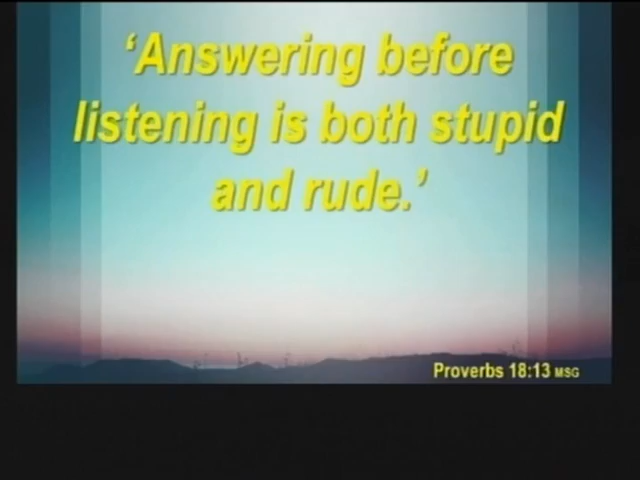 ‘Answering before
listening is both stupid
and rude.’
Proverbs 18:13 MSG